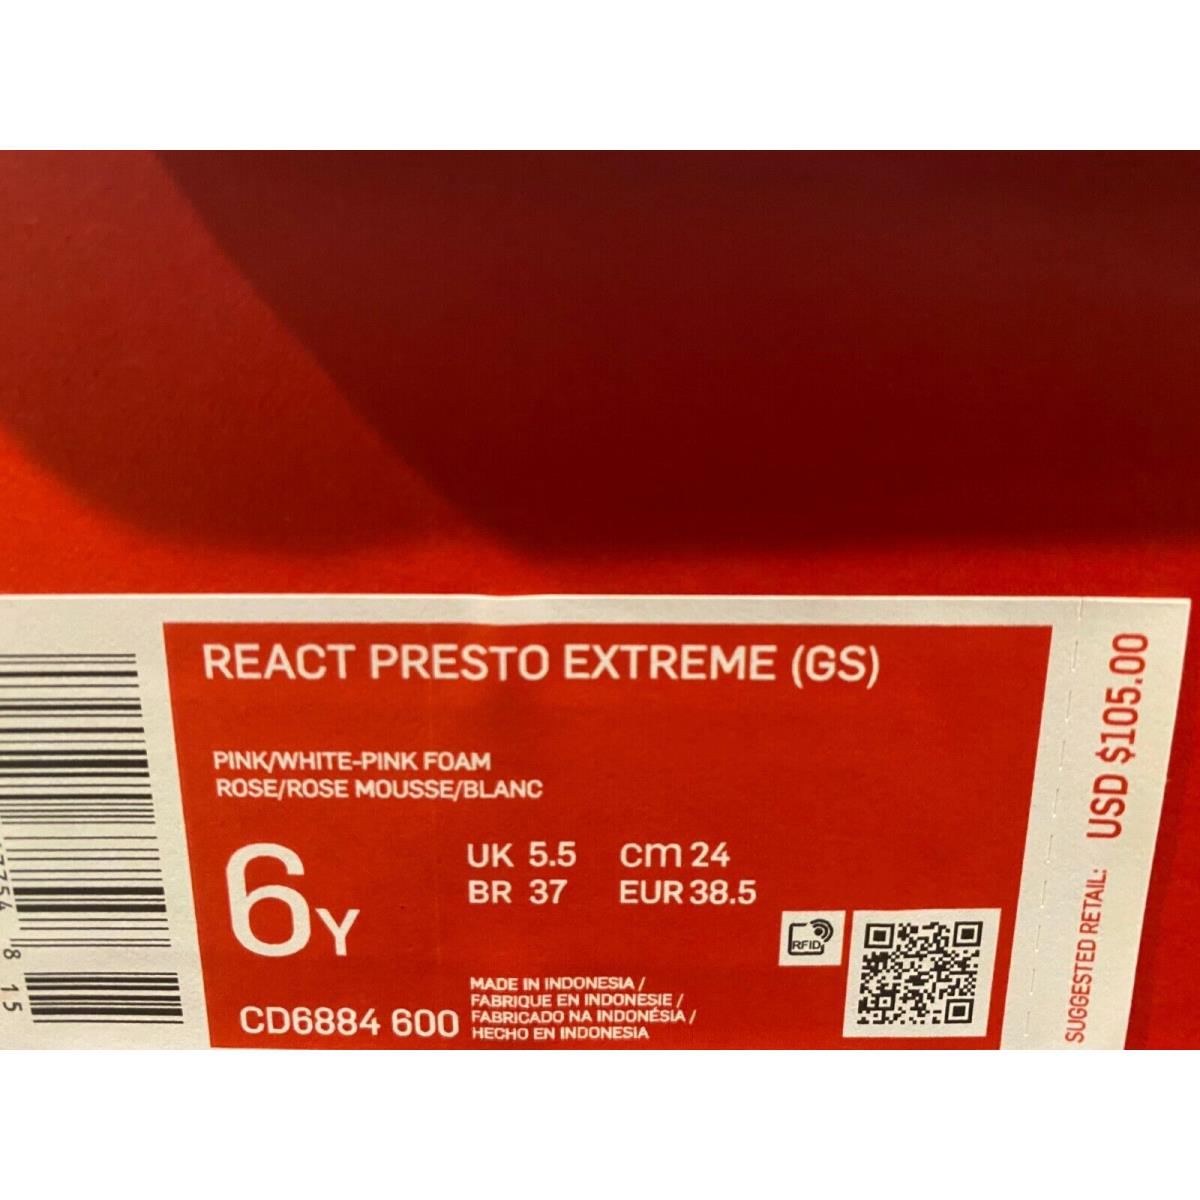 REACT PRESTO EXTREME (GS)
PINK/WHITE-PINK FOAM
ROSE/ROSE MOUSSE/BLANC
6Y
UK 5.5 cm 24
BR 37 EUR 38.5
RFID
CD6884 600
MADE IN INDONESIA /
FABRIQUE EN INDONESIE /
FABRICADO NA INDONÉSIA /
HECHO EN INDONESIA
SUGGESTED RETAIL: USD $105.00
8 15